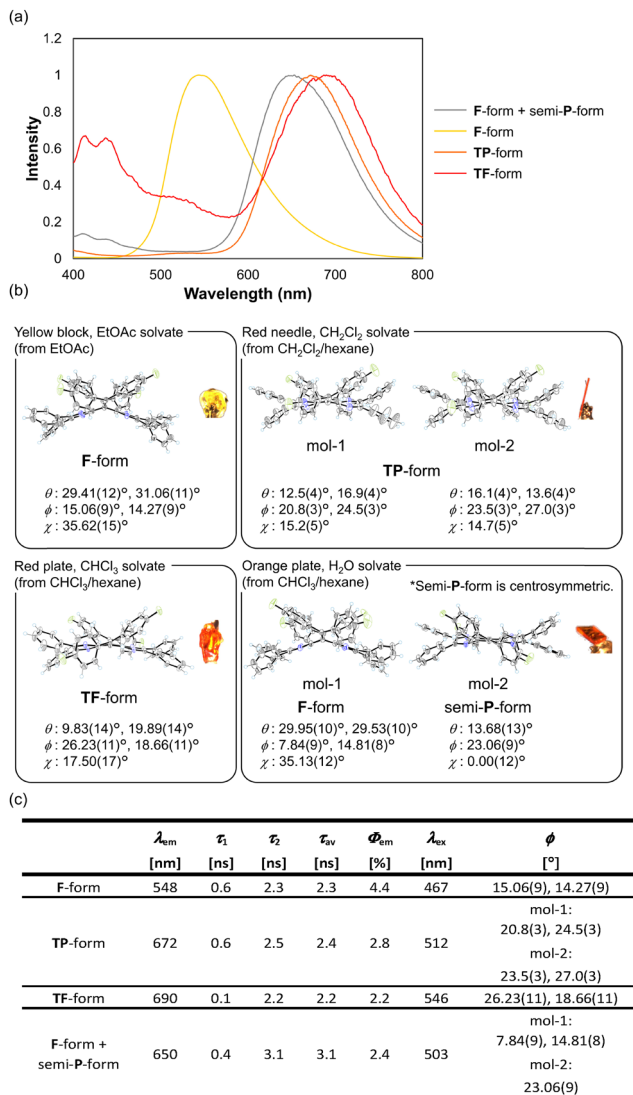 (a)
1.2
1
0.8
0.6
0.4
0.2
0
400 500 600 700 800
Intensity
Wavelength (nm)
F-form + semi-P-form
F-form
TP-form
TF-form
(b)
Yellow block, EtOAc solvate
(from EtOAc)
F-form
θ : 29.41(12)º, 31.06(11)º
ϕ : 15.06(9)º, 14.27(9)º
χ : 35.62(15)º
Red needle, CH₂Cl₂ solvate
(from CH₂Cl₂/hexane)
mol-1 mol-2
TP-form
θ : 12.5(4)º, 16.9(4)º θ : 16.1(4)º, 13.6(4)º
ϕ : 20.8(3)º, 24.5(3)º ϕ : 23.5(3)º, 27.0(3)º
χ : 15.2(5)º χ : 14.7(5)º
Red plate, CHCl₃ solvate
(from CHCl₃/hexane)
TF-form
θ : 9.83(14)º, 19.89(14)º
ϕ : 26.23(11)º, 18.66(11)º
χ : 17.50(17)º
Orange plate, H₂O solvate
(from CHCl₃/hexane) *Semi-P-form is centrosymmetric.
mol-1 mol-2
F-form semi-P-form
θ : 29.95(10)º, 29.53(10)º θ : 13.68(13)º
ϕ : 7.84(9)º, 14.81(8)º ϕ : 23.06(9)º
χ : 35.13(12)º χ : 0.00(12)º
(c)
λem τ1 τ2 τav Φem λex ϕ
[nm] [ns] [ns] [ns] [%] [nm] [º]
F-form 548 0.6 2.3 2.3 4.4 467 15.06(9), 14.27(9)
mol-1:
20.8(3), 24.5(3)
TP-form 672 0.6 2.5 2.4 2.8 512
mol-2:
23.5(3), 27.0(3)
TF-form 690 0.1 2.2 2.2 2.2 546 26.23(11), 18.66(11)
mol-1:
7.84(9), 14.81(8)
F-form +
semi-P-form 650 0.4 3.1 3.1 2.4 503
mol-2:
23.06(9)